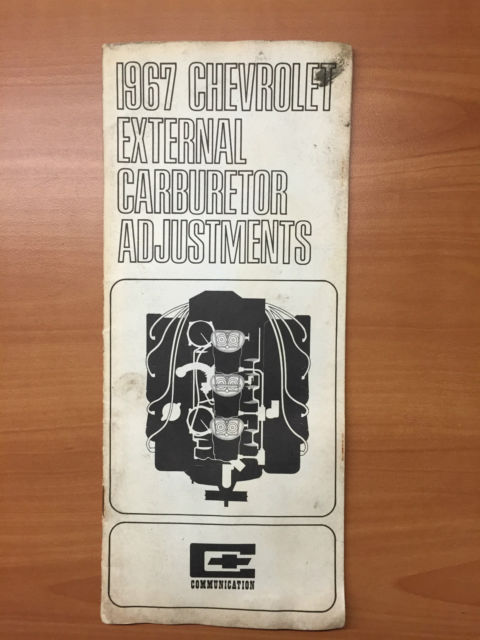 1967 CHEVROLET
EXTERNAL
CARBURETOR
ADJUSTMENTS
COMMUNICATION